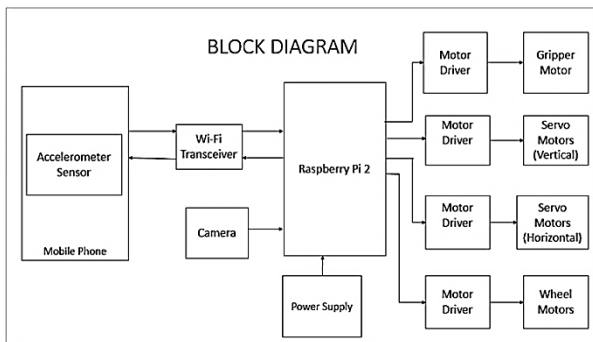 BLOCK DIAGRAM
Accelerometer
Sensor
Mobile Phone
Wi-Fi
Transceiver
Camera
Raspberry Pi 2
Power Supply
Motor
Driver
Gripper
Motor
Motor
Driver
Servo
Motors
(Vertical)
Motor
Driver
Servo
Motors
(Horizontal)
Motor
Driver
Wheel
Motors